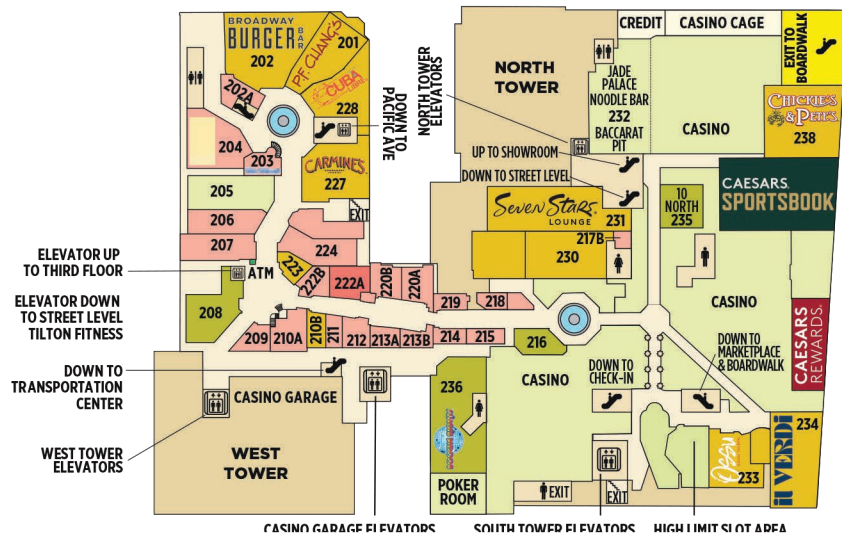 BROADWAY
BURGER
BAR
202
P.F. CHANG'S
201
CUBA
LIBRE
228
202A
204
203
CARMINE'S
227
205
206
207
EXIT
DOWN TO
PACIFIC AVE
NORTH TOWER
ELEVATORS
NORTH
TOWER
CREDIT
CASINO CAGE
EXIT TO
BOARDWALK
JADE
PALACE
NOODLE BAR
232
BACCARAT
PIT
CASINO
CHICKIE'S
& PETE'S
238
UP TO SHOWROOM
DOWN TO STREET LEVEL
SEVEN STARS
LOUNGE
231
217B
230
TO
NORTH
235
CAESARS
SPORTSBOOK
ELEVATOR UP
TO THIRD FLOOR
ATM
223
224
222B
222A
220B
220A
219
218
ELEVATOR DOWN
TO STREET LEVEL
TILTON FITNESS
208
209
210A
210B
211
212
213A
213B
214
215
216
CASINO
CAESARS
REWARDS
DOWN TO
TRANSPORTATION
CENTER
CASINO GARAGE
236
CASINO
DOWN TO
CHECK-IN
DOWN TO
MARKETPLACE
& BOARDWALK
WEST TOWER
ELEVATORS
WEST
TOWER
POKER
ROOM
EXIT
EXIT
OSSU
233
il VERDi
234
CASINO GARAGE ELEVATORS
SOUTH TOWER ELEVATORS
HIGH LIMIT SLOT AREA